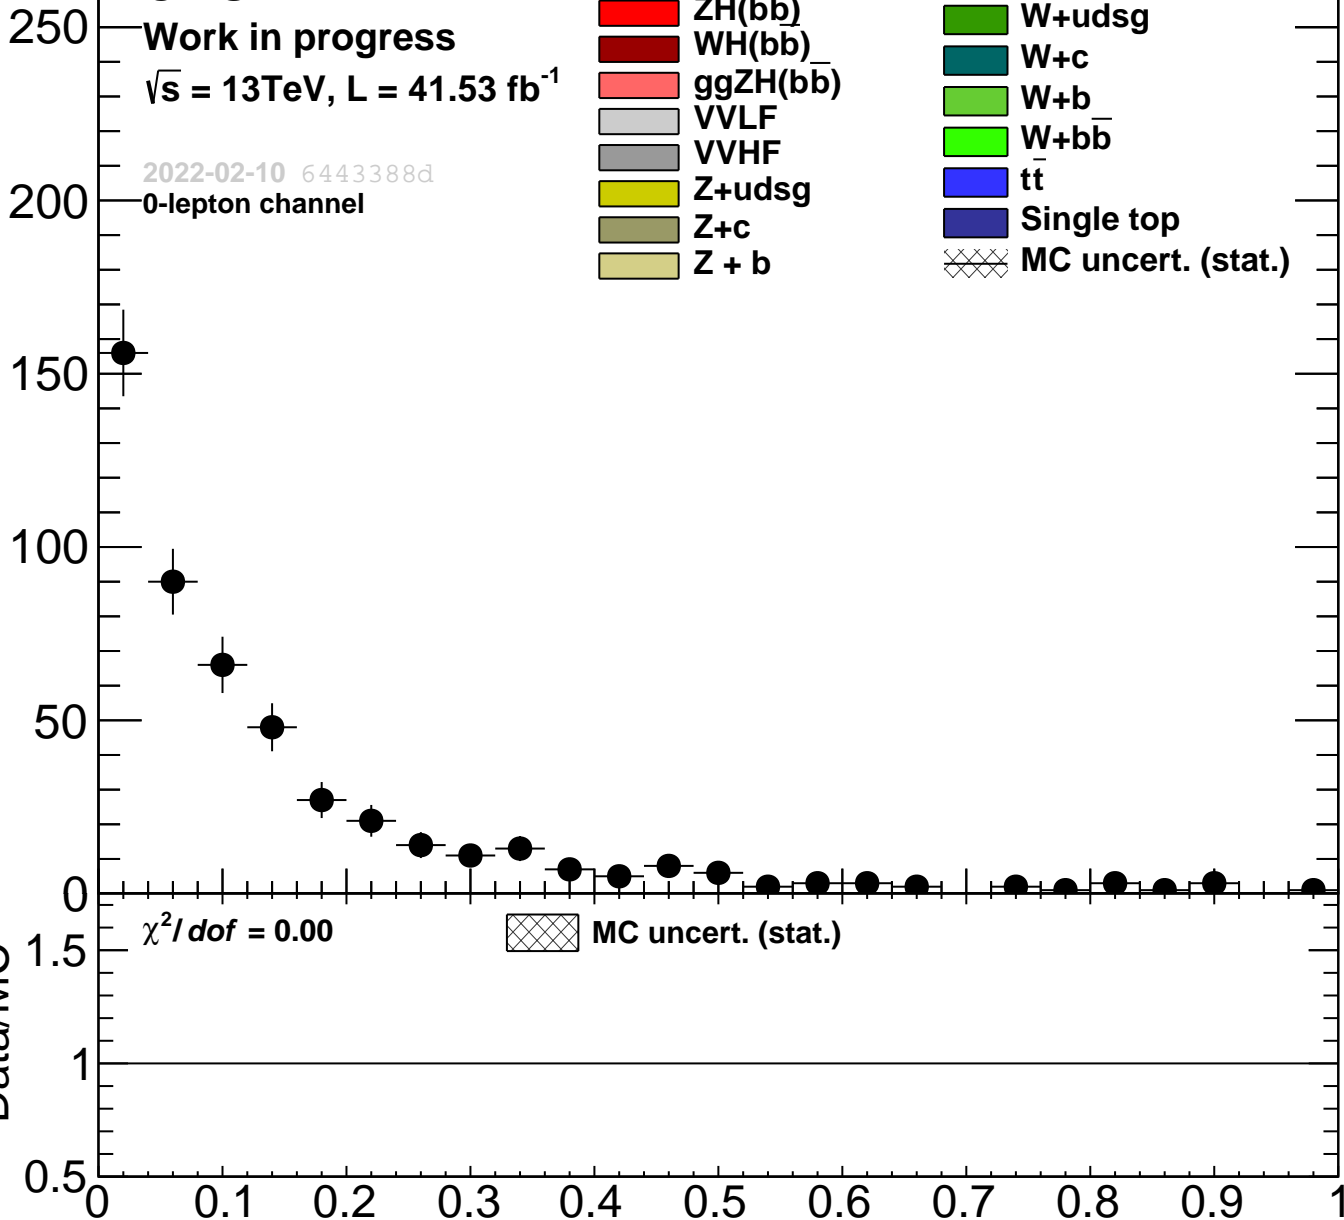 Work in progress
√s = 13TeV, L = 41.53 fb⁻¹
2022-02-10 6443388d
0-lepton channel
ZH(bb̅)
WH(bb̅)
ggZH(bb̅)
VVLF
VVHF
Z+udsg
Z+c
Z + b
W+udsg
W+c
W+b
W+bb̅
tt̅
Single top
MC uncert. (stat.)
250
200
150
100
50
0
χ²/dof = 0.00
MC uncert. (stat.)
1.5
1
0.5
0 0.1 0.2 0.3 0.4 0.5 0.6 0.7 0.8 0.9 1
Data/MC